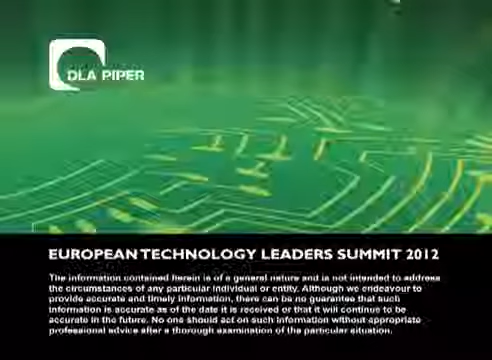 DLA PIPER
EUROPEAN TECHNOLOGY LEADERS SUMMIT 2012
The information contained herein is of a general nature and is not intended to address
the circumstances of any particular individual or entity. Although we endeavour to
provide accurate and timely information, there can be no guarantee that such
information is accurate as of the date it is received or that it will continue to be
accurate in the future. No one should act on such information without appropriate
professional advice after a thorough examination of the particular situation.